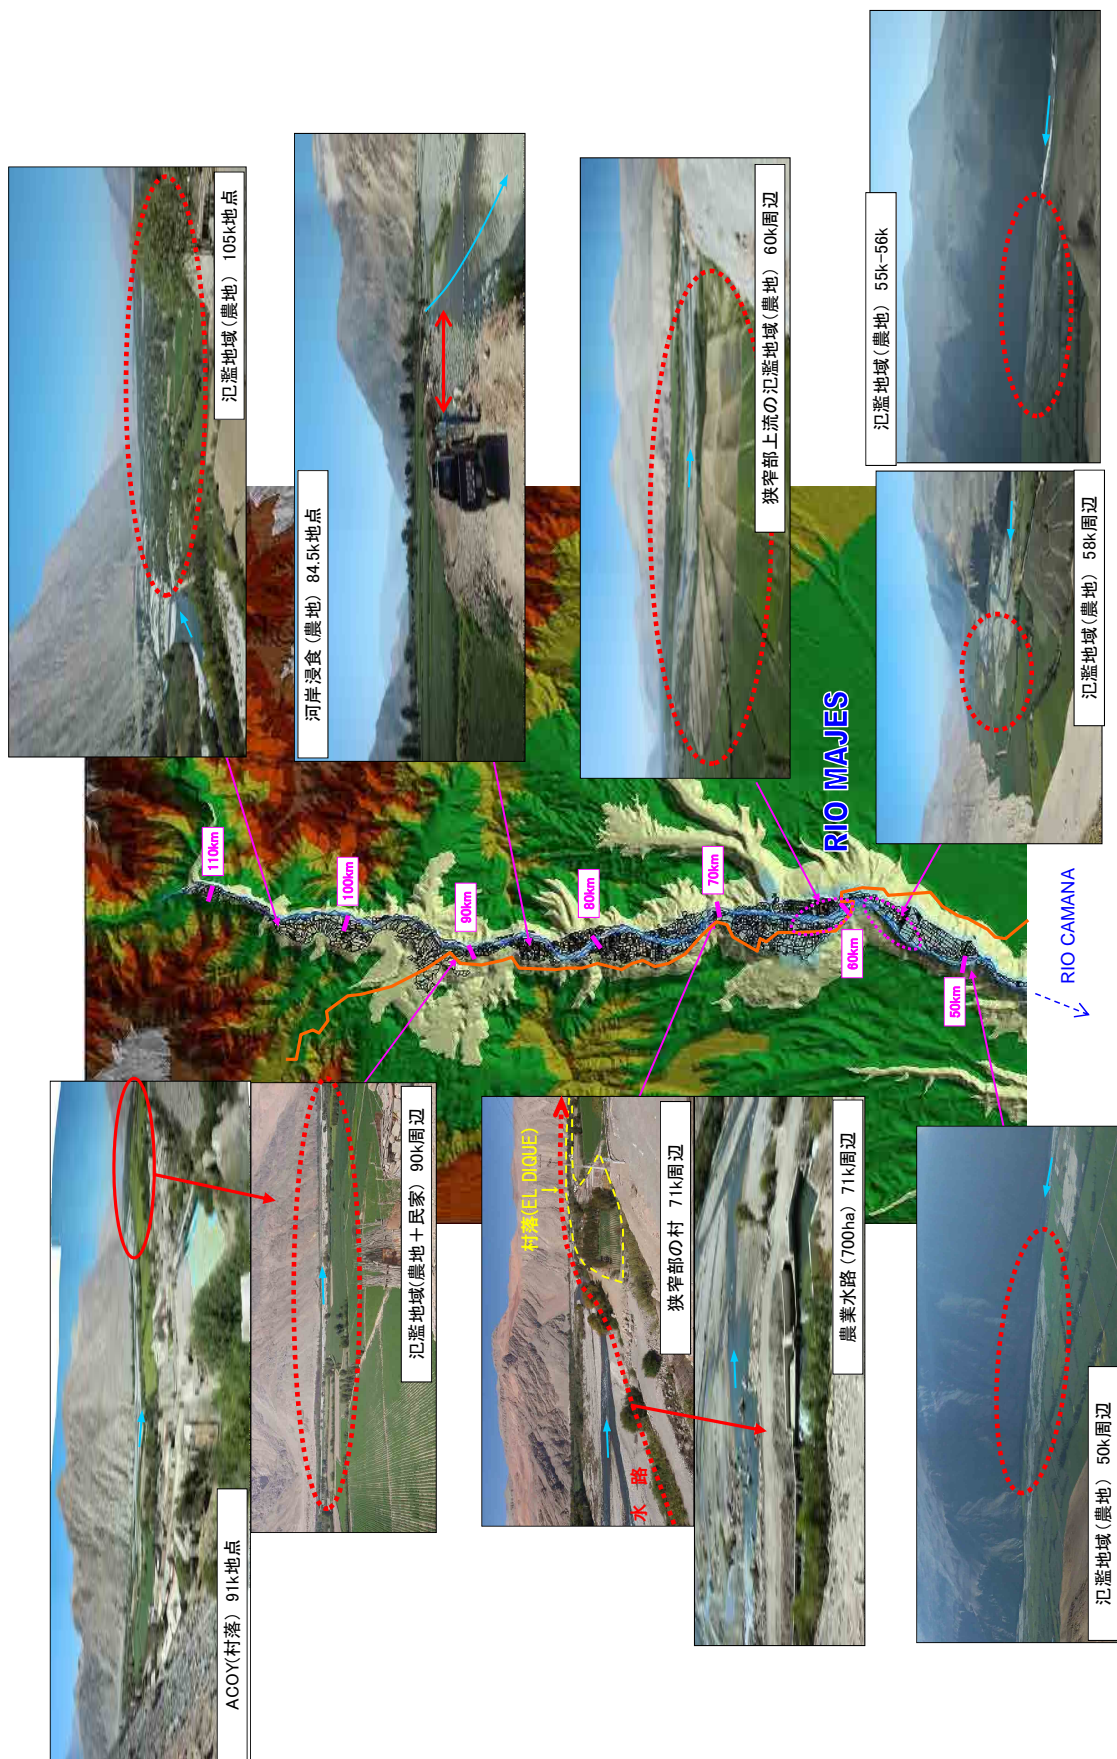 氾濫地域(農地) 105k地点
河岸浸食(農地) 84.5k地点
狭窄部上流の氾濫地域(農地) 60k周辺
氾濫地域(農地) 55k-56k
氾濫地域(農地) 58k周辺
RIO MAJES
110km
100km
90km
80km
70km
60km
50km
RIO CAMANA
ACOY(村落) 91k地点
氾濫地域(農地+民家) 90k周辺
村落(EL DIQUE)
水 路
狭窄部の村 71k周辺
農業水路(700ha) 71k周辺
氾濫地域(農地) 50k周辺